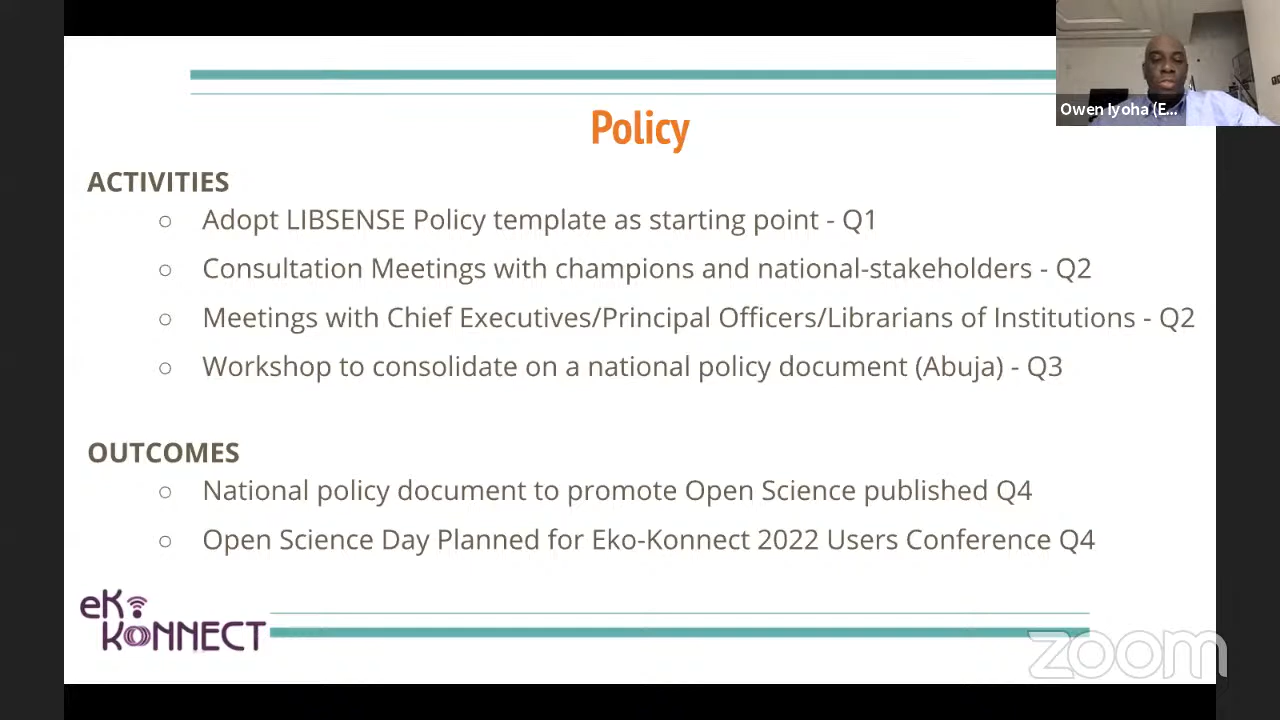 Owen Iyoha (E...
Policy
ACTIVITIES
○ Adopt LIBSENSE Policy template as starting point - Q1
○ Consultation Meetings with champions and national-stakeholders - Q2
○ Meetings with Chief Executives/Principal Officers/Librarians of Institutions - Q2
○ Workshop to consolidate on a national policy document (Abuja) - Q3
OUTCOMES
○ National policy document to promote Open Science published Q4
○ Open Science Day Planned for Eko-Konnect 2022 Users Conference Q4
eK
KONNECT
zoom